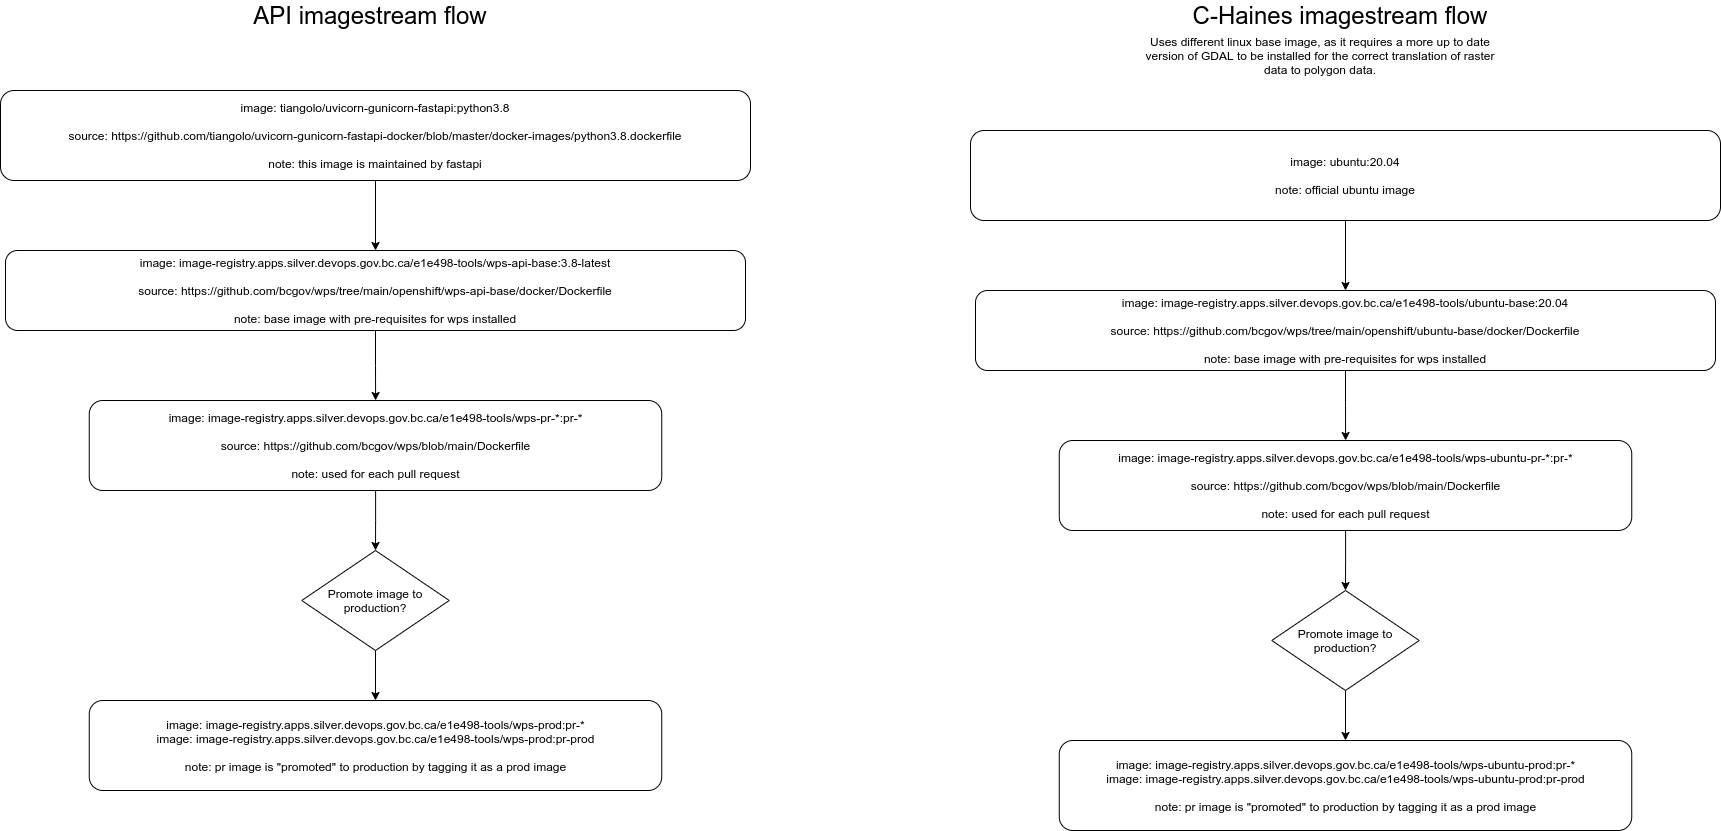 API imagestream flow
image: tiangolo/uvicorn-gunicorn-fastapi:python3.8
source: https://github.com/tiangolo/uvicorn-gunicorn-fastapi-docker/blob/master/docker-images/python3.8.dockerfile
note: this image is maintained by fastapi
image: image-registry.apps.silver.devops.gov.bc.ca/e1e498-tools/wps-api-base:3.8-latest
source: https://github.com/bcgov/wps/tree/main/openshift/wps-api-base/docker/Dockerfile
note: base image with pre-requisites for wps installed
image: image-registry.apps.silver.devops.gov.bc.ca/e1e498-tools/wps-pr-*:pr-*
source: https://github.com/bcgov/wps/blob/main/Dockerfile
note: used for each pull request
Promote image to
production?
image: image-registry.apps.silver.devops.gov.bc.ca/e1e498-tools/wps-prod:pr-*
image: image-registry.apps.silver.devops.gov.bc.ca/e1e498-tools/wps-prod:pr-prod
note: pr image is "promoted" to production by tagging it as a prod image
C-Haines imagestream flow
Uses different linux base image, as it requires a more up to date
version of GDAL to be installed for the correct translation of raster
data to polygon data.
image: ubuntu:20.04
note: official ubuntu image
image: image-registry.apps.silver.devops.gov.bc.ca/e1e498-tools/ubuntu-base:20.04
source: https://github.com/bcgov/wps/tree/main/openshift/ubuntu-base/docker/Dockerfile
note: base image with pre-requisites for wps installed
image: image-registry.apps.silver.devops.gov.bc.ca/e1e498-tools/wps-ubuntu-pr-*:pr-*
source: https://github.com/bcgov/wps/blob/main/Dockerfile
note: used for each pull request
Promote image to
production?
image: image-registry.apps.silver.devops.gov.bc.ca/e1e498-tools/wps-ubuntu-prod:pr-*
image: image-registry.apps.silver.devops.gov.bc.ca/e1e498-tools/wps-ubuntu-prod:pr-prod
note: pr image is "promoted" to production by tagging it as a prod image